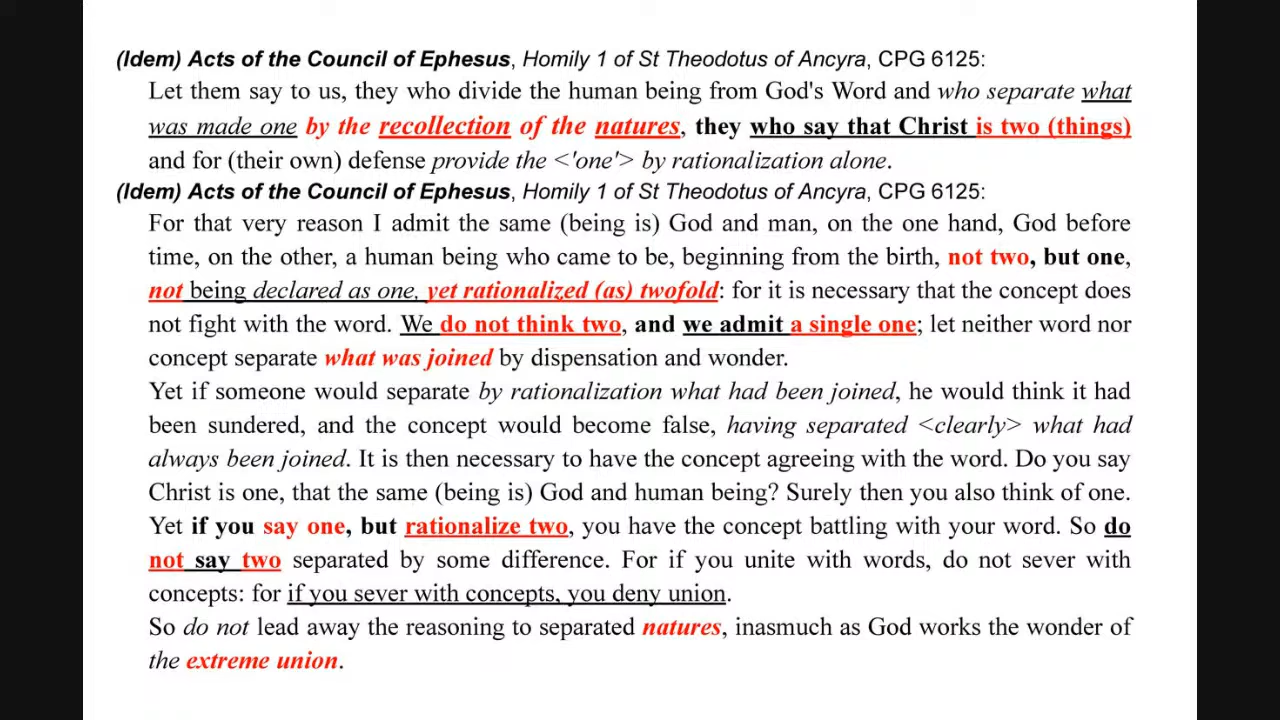 (Idem) Acts of the Council of Ephesus, Homily 1 of St Theodotus of Ancyra, CPG 6125:
Let them say to us, they who divide the human being from God's Word and who separate what
was made one by the recollection of the natures, they who say that Christ is two (things)
and for (their own) defense provide the <'one'> by rationalization alone.
(Idem) Acts of the Council of Ephesus, Homily 1 of St Theodotus of Ancyra, CPG 6125:
For that very reason I admit the same (being is) God and man, on the one hand, God before
time, on the other, a human being who came to be, beginning from the birth, not two, but one,
not being declared as one, yet rationalized (as) twofold: for it is necessary that the concept does
not fight with the word. We do not think two, and we admit a single one; let neither word nor
concept separate what was joined by dispensation and wonder.
Yet if someone would separate by rationalization what had been joined, he would think it had
been sundered, and the concept would become false, having separated <clearly> what had
always been joined. It is then necessary to have the concept agreeing with the word. Do you say
Christ is one, that the same (being is) God and human being? Surely then you also think of one.
Yet if you say one, but rationalize two, you have the concept battling with your word. So do
not say two separated by some difference. For if you unite with words, do not sever with
concepts: for if you sever with concepts, you deny union.
So do not lead away the reasoning to separated natures, inasmuch as God works the wonder of
the extreme union.